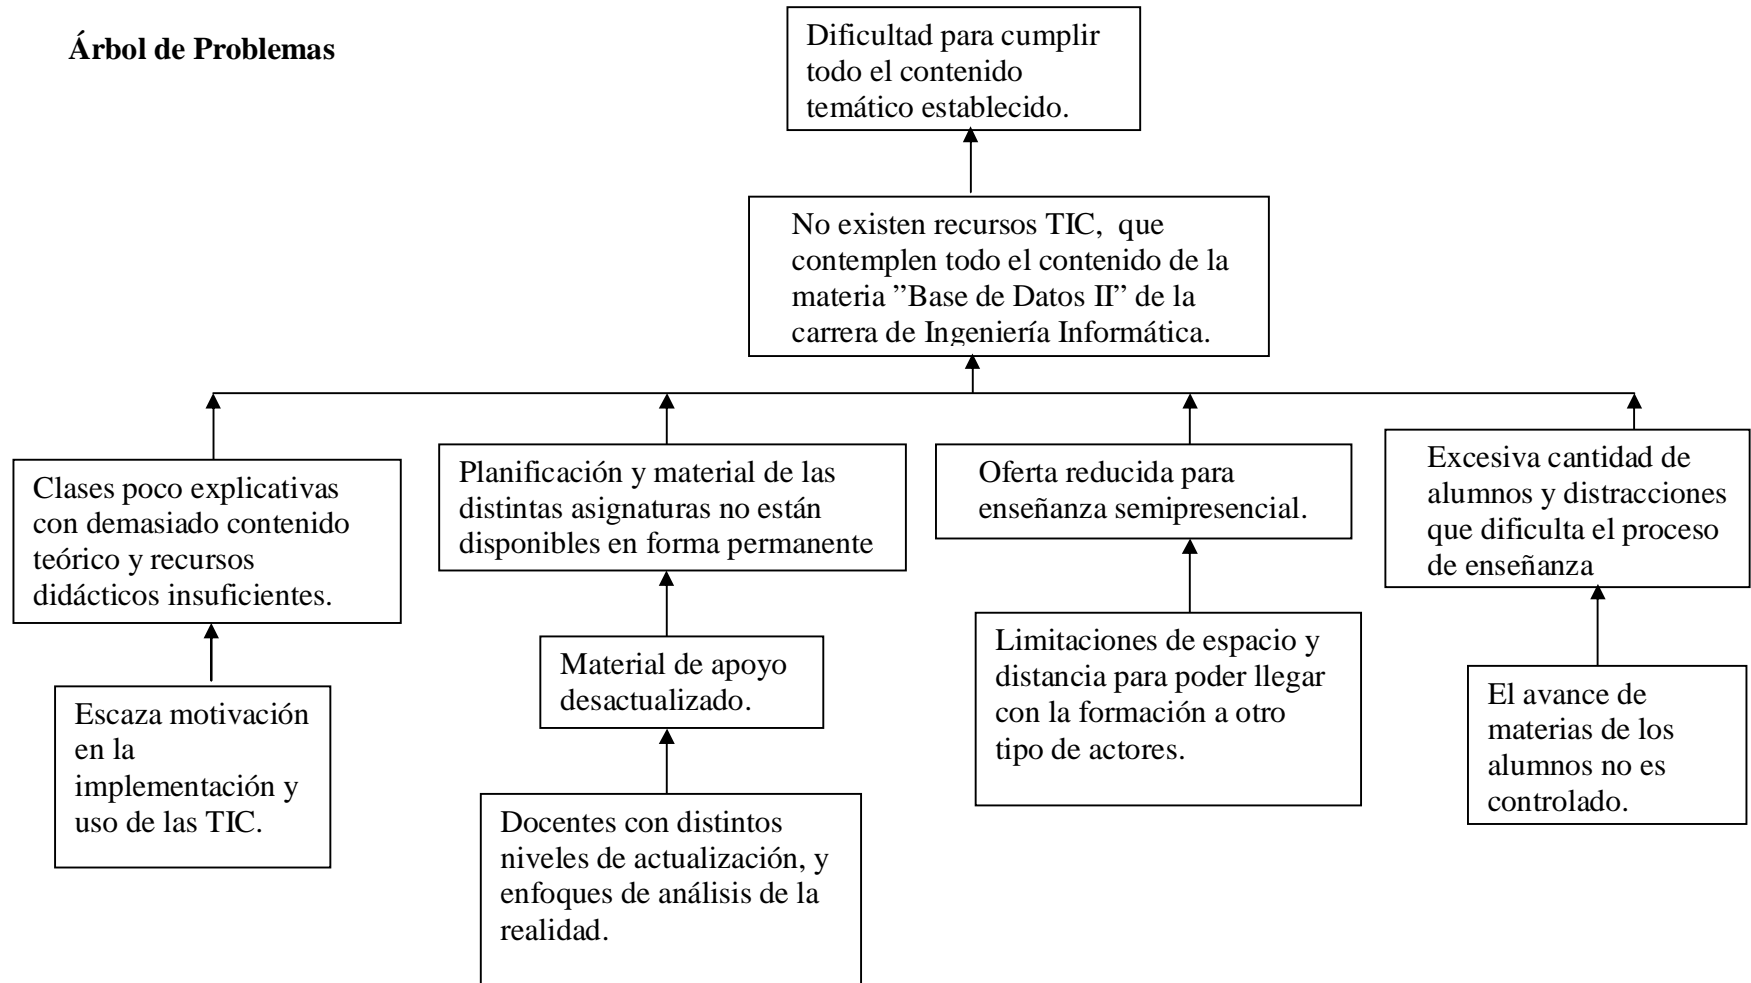 Árbol de Problemas
Dificultad para cumplir
todo el contenido
temático establecido.
No existen recursos TIC,  que
contemplen todo el contenido de la
materia ”Base de Datos II” de la
carrera de Ingeniería Informática.
Clases poco explicativas
con demasiado contenido
teórico y recursos
didácticos insuficientes.
Planificación y material de las
distintas asignaturas no están
disponibles en forma permanente
Oferta reducida para
enseñanza semipresencial.
Excesiva cantidad de
alumnos y distracciones
que dificulta el proceso
de enseñanza
Escaza motivación
en la
implementación y
uso de las TIC.
Material de apoyo
desactualizado.
Limitaciones de espacio y
distancia para poder llegar
con la formación a otro
tipo de actores.
El avance de
materias de los
alumnos no es
controlado.
Docentes con distintos
niveles de actualización, y
enfoques de análisis de la
realidad.